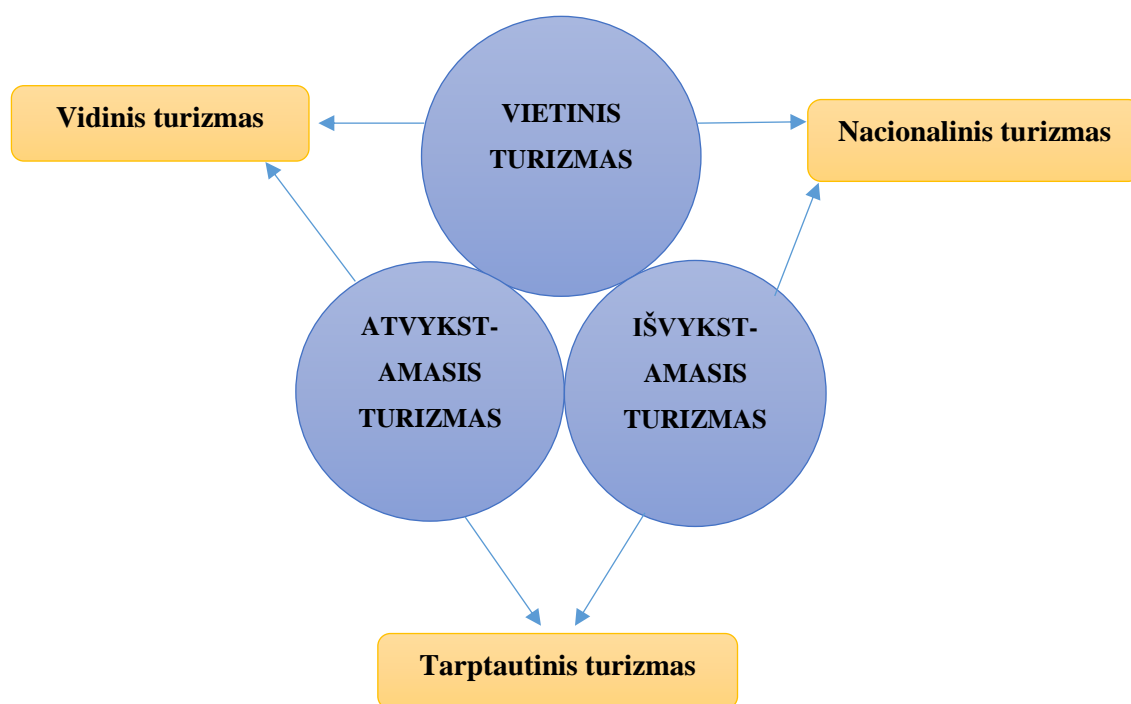 Vidinis turizmas
VIETINIS
TURIZMAS
Nacionalinis turizmas
ATVYKST-
AMASIS
TURIZMAS
IŠVYKST-
AMASIS
TURIZMAS
Tarptautinis turizmas